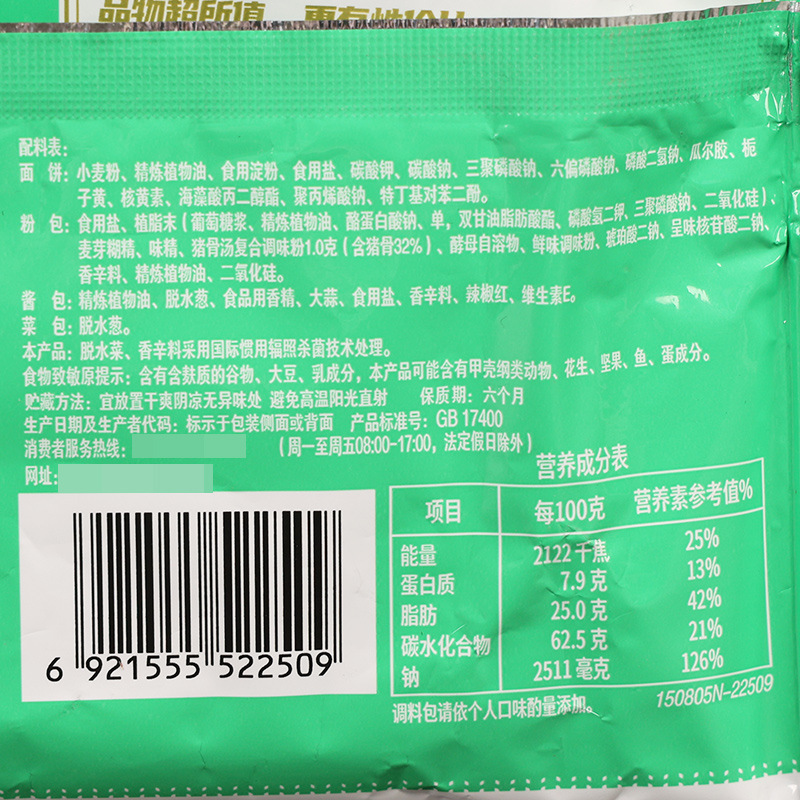 品物超所值
配料表：
面 饼：小麦粉、精炼植物油、食用淀粉、食用盐、碳酸钾、碳酸钠、三聚磷酸钠、六偏磷酸钠、磷酸二氢钠、瓜尔胶、栀
子黄、核黄素、海藻酸丙二醇酯、聚丙烯酸钠、特丁基对苯二酚。
粉 包：食用盐、植脂末（葡萄糖浆、精炼植物油、酪蛋白酸钠、单，双甘油脂肪酸酯、磷酸氢二钾、三聚磷酸钠、二氧化硅）、
麦芽糊精、味精、猪骨汤复合调味粉1.0克（含猪骨32%）、酵母自溶物、鲜味调味粉、琥珀酸二钠、呈味核苷酸二钠、
香辛料、精炼植物油、二氧化硅。
酱 包：精炼植物油、脱水葱、食品用香精、大蒜、食用盐、香辛料、辣椒红、维生素E。
菜 包：脱水葱。
本产品：脱水菜、香辛料采用国际惯用辐照杀菌技术处理。
食物致敏原提示：含有含麸质的谷物、大豆、乳成分，本产品可能含有甲壳纲类动物、花生、坚果、鱼、蛋成分。
贮藏方法：宜放置干爽阴凉无异味处 避免高温阳光直射 保质期：六个月
生产日期及生产者代码：标示于包装侧面或背面 产品标准号：GB 17400
消费者服务热线： （周一至周五08:00-17:00，法定假日除外）
网址：
营养成分表
项目 每100克 营养素参考值%
能量 2122 千焦 25%
蛋白质 7.9 克 13%
脂肪 25.0 克 42%
碳水化合物 62.5 克 21%
钠 2511 毫克 126%
6 921555 522509
调料包请依个人口味酌量添加。
150805N-22509